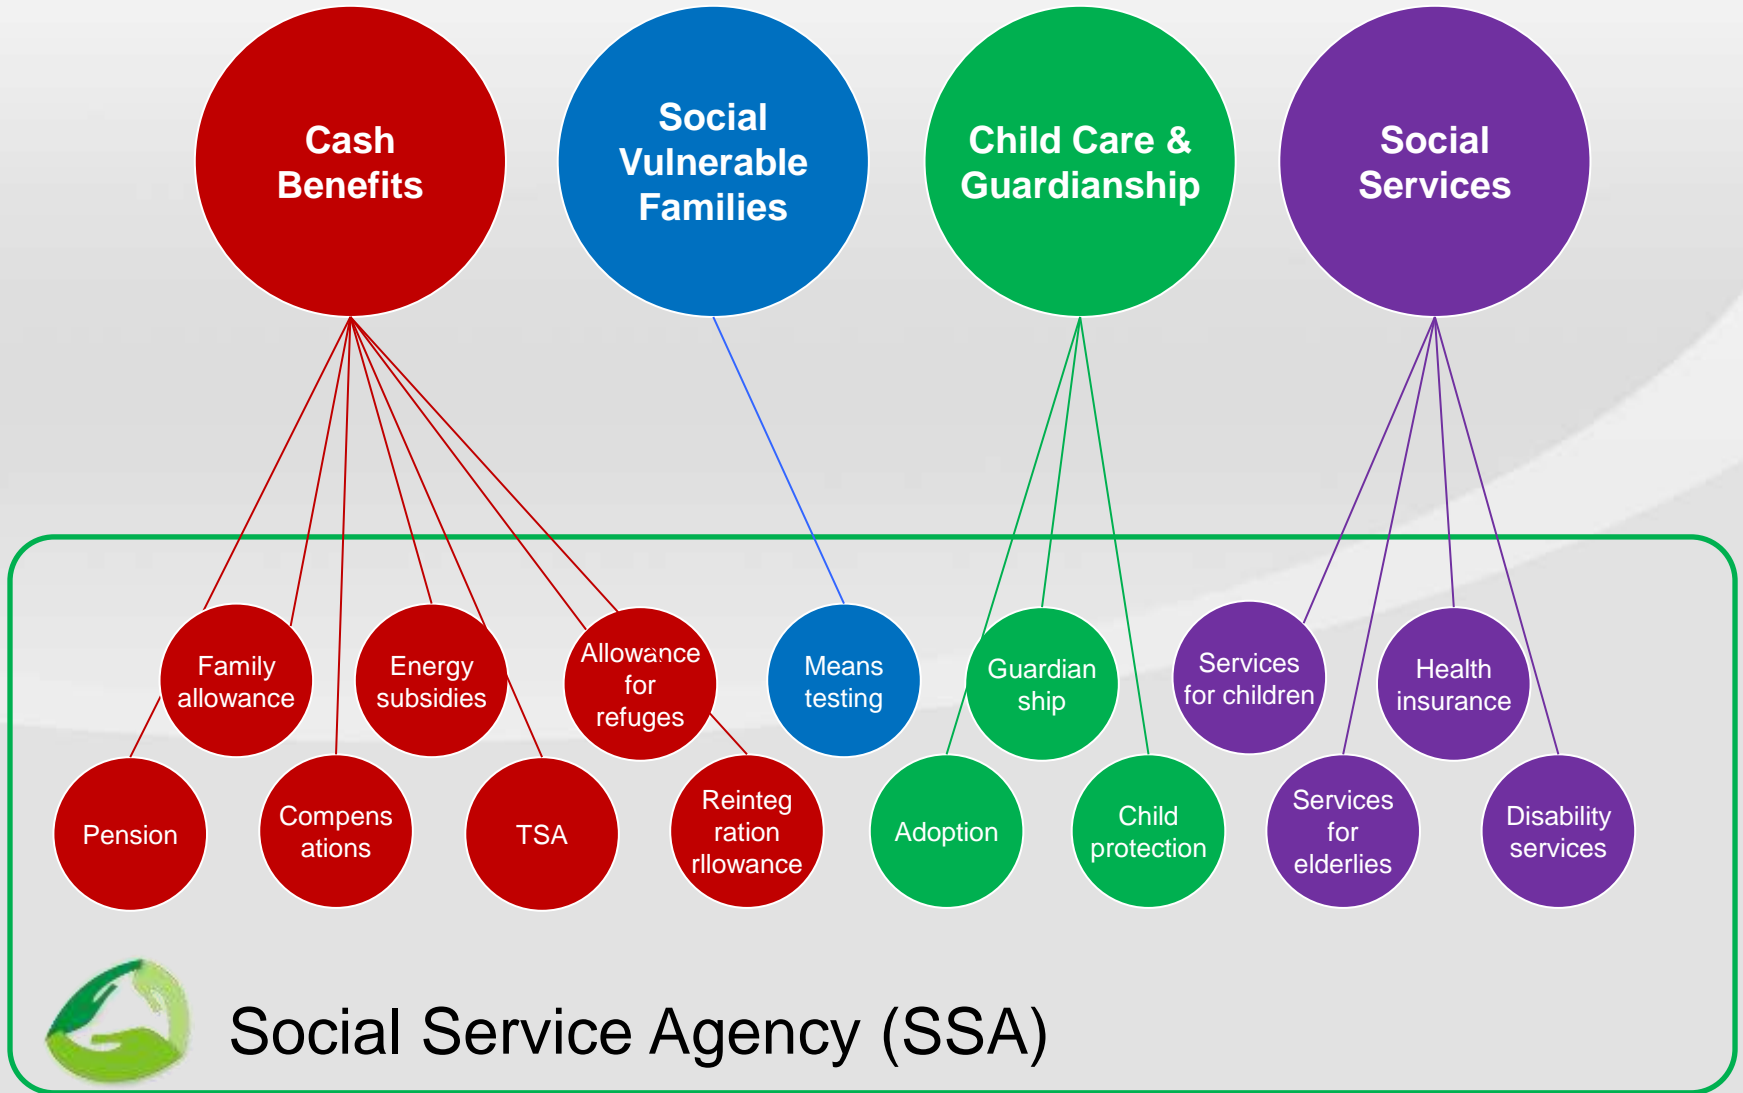 Cash
Benefits
Social
Vulnerable
Families
Child Care &
Guardianship
Social
Services
Family
allowance
Energy
subsidies
Allowance
for
refuges
Means
testing
Guardian
ship
Services
for children
Health
insurance
Pension
Compens
ations
TSA
Reinteg
ration
rllowance
Adoption
Child
protection
Services
for
elderlies
Disability
services
Social Service Agency (SSA)